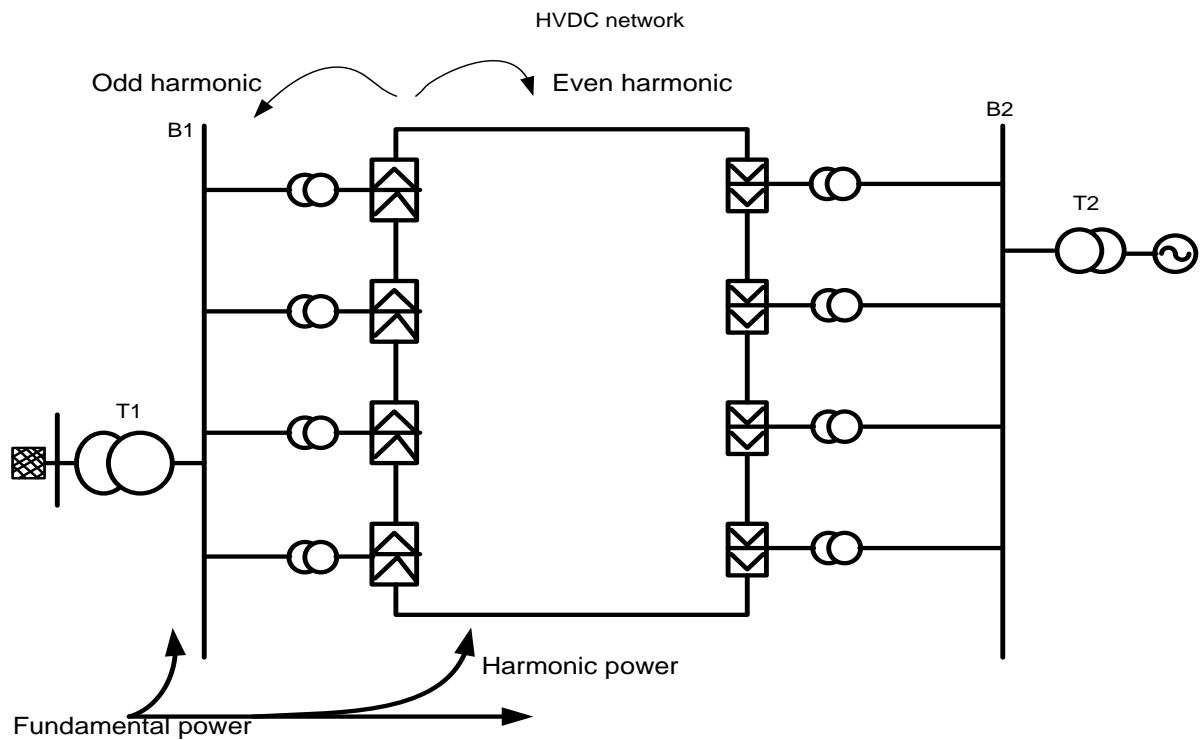 HVDC network
Odd harmonic
Even harmonic
B1
B2
T2
T1
Harmonic power
Fundamental power